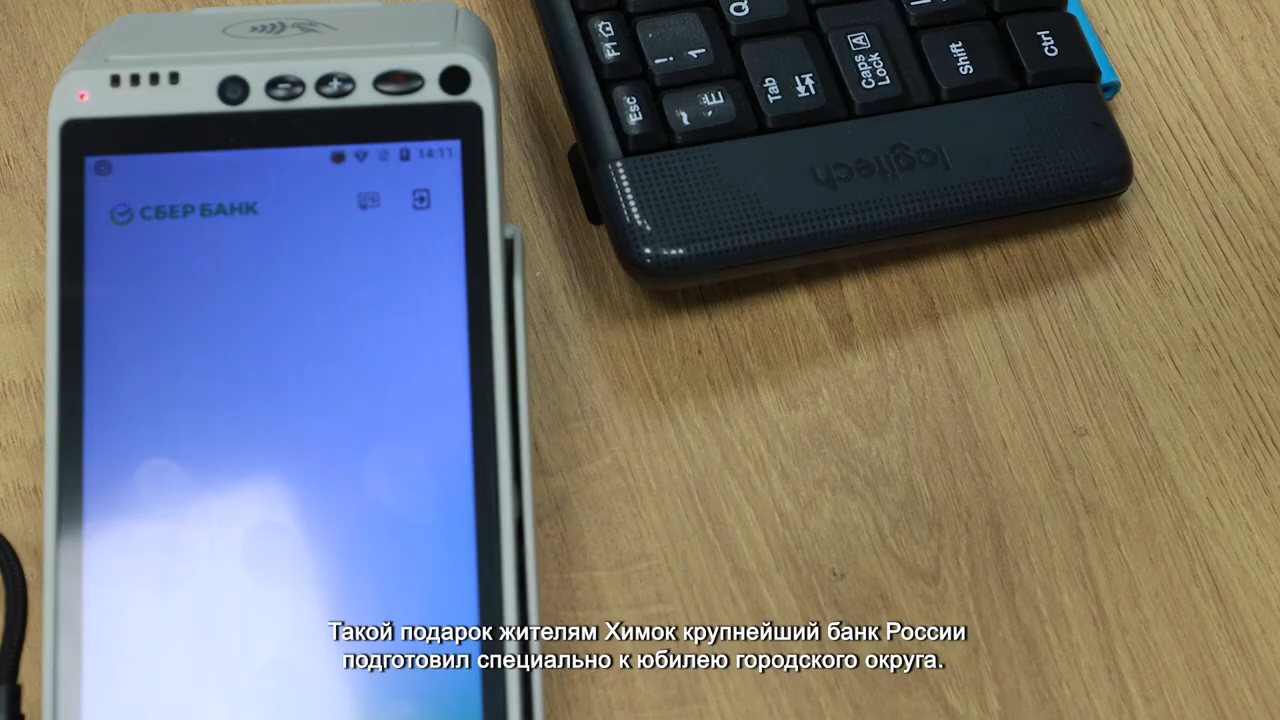 14:11
СБЕР БАНК
F1
!
1
Q
Esc
~
Ё
Tab
Caps
Lock
A
Shift
Ctrl
logitech
Такой подарок жителям Химок крупнейший банк России
подготовил специально к юбилею городского округа.